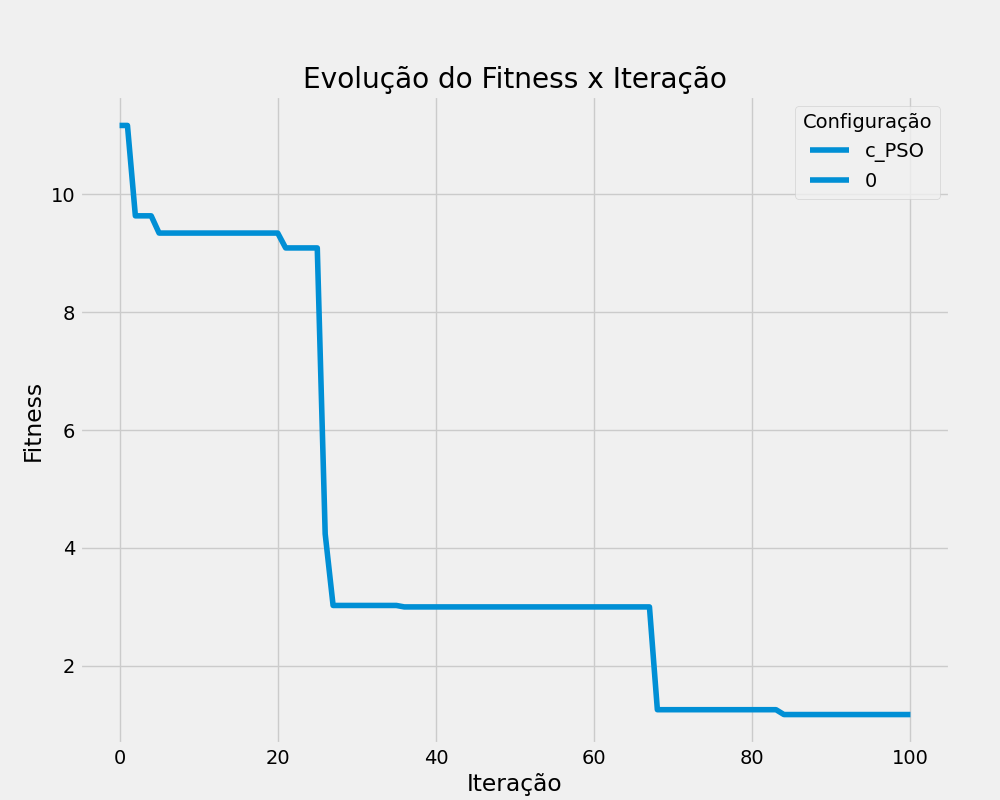 Evolução do Fitness x Iteração
Configuração
c_PSO
0
Fitness
10
8
6
4
2
0 20 40 60 80 100
Iteração